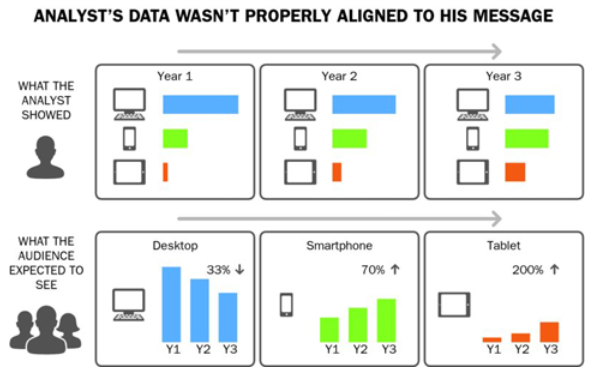 ANALYST'S DATA WASN'T PROPERLY ALIGNED TO HIS MESSAGE
WHAT THE
ANALYST
SHOWED
Year 1
Year 2
Year 3
WHAT THE
AUDIENCE
EXPECTED TO
SEE
Desktop
33% ↓
Y1 Y2 Y3
Smartphone
70% ↑
Y1 Y2 Y3
Tablet
200% ↑
Y1 Y2 Y3